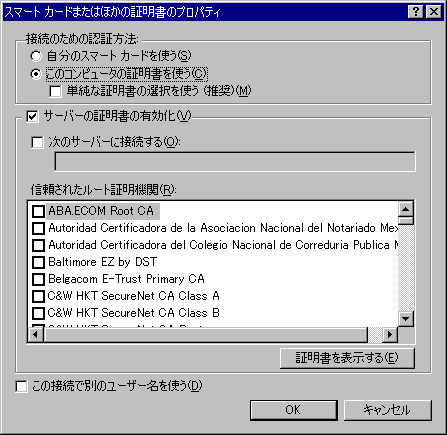 スマート カードまたはほかの証明書のプロパティ
接続のための認証方法:
自分のスマート カードを使う(S)
このコンピュータの証明書を使う(C)
単純な証明書の選択を使う (推奨)(M)
サーバーの証明書の有効化(V)
次のサーバーに接続する(O):
信頼されたルート証明機関(R):
ABA.ECOM Root CA
Autoridad Certificadora de la Asociacion Nacional del Notariado Mex
Autoridad Certificadora del Colegio Nacional de Correduria Publica M
Baltimore EZ by DST
Belgacom E-Trust Primary CA
C&W HKT SecureNet CA Class A
C&W HKT SecureNet CA Class B
証明書を表示する(E)
この接続で別のユーザー名を使う(D)
OK
キャンセル